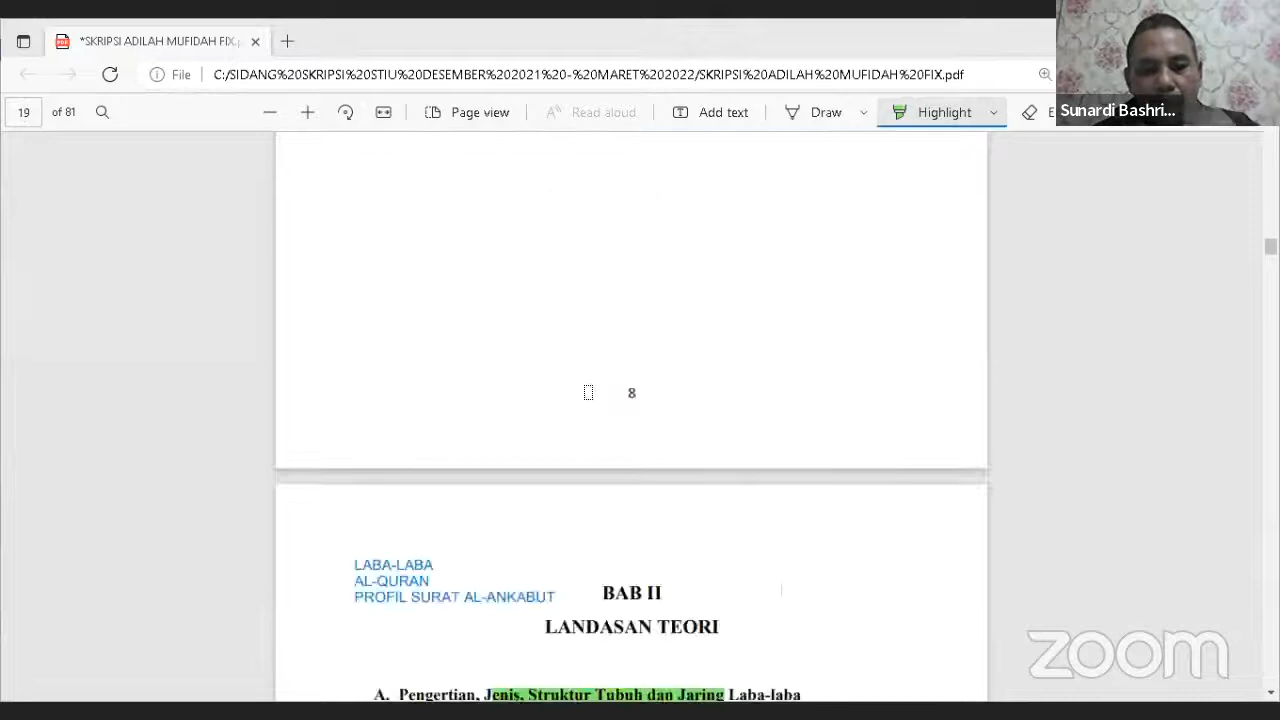 *SKRIPSI ADILAH MUFIDAH FIX.p
File
C:/SIDANG%20SKRIPSI%20STIU%20DESEMBER%202021%20-%20MARET%202022/SKRIPSI%20ADILAH%20MUFIDAH%20FIX.pdf
19 of 81
Page view
Read aloud
Add text
Draw
Highlight
E
Sunardi Bashri...
8
LABA-LABA
AL-QURAN
PROFIL SURAT AL-ANKABUT
BAB II
LANDASAN TEORI
A. Pengertian, Jenis, Struktur Tubuh dan Jaring Laba-laba
zoom